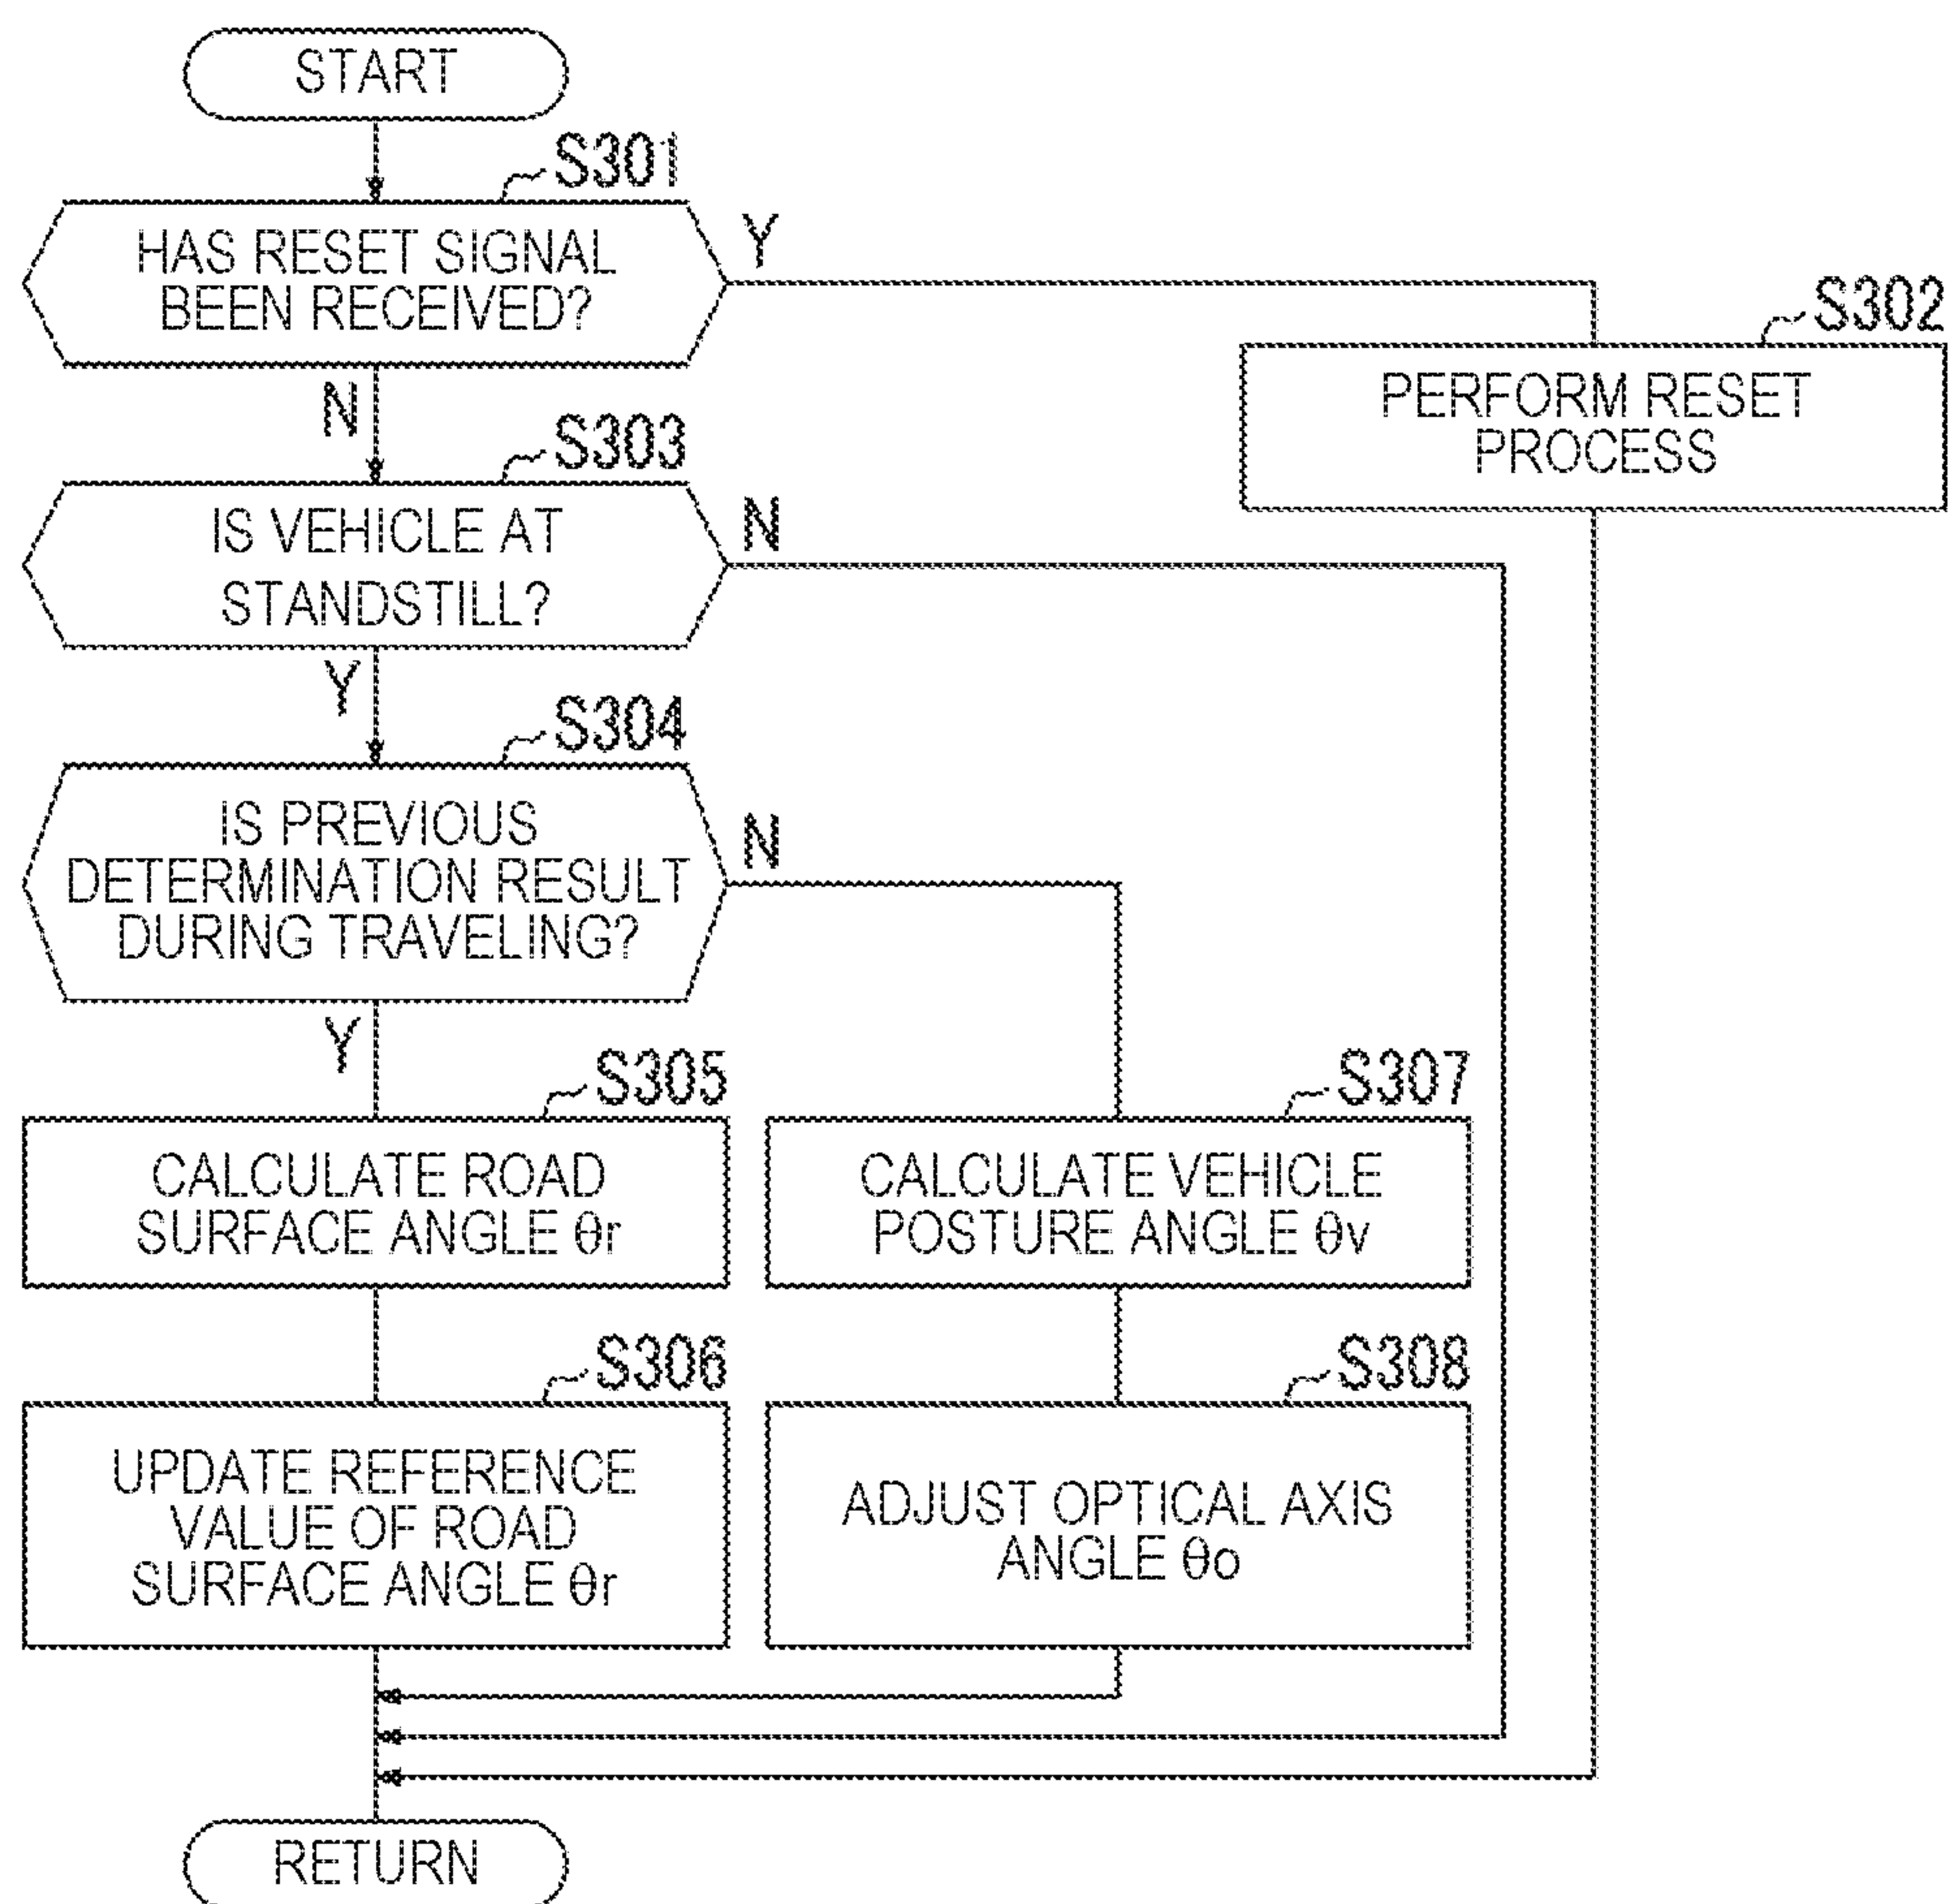 START
S301
HAS RESET SIGNAL
BEEN RECEIVED?
Y
N
S302
PERFORM RESET
PROCESS
S303
IS VEHICLE AT
STANDSTILL?
N
Y
S304
IS PREVIOUS
DETERMINATION RESULT
DURING TRAVELING?
N
Y
S305
CALCULATE ROAD
SURFACE ANGLE θr
S307
CALCULATE VEHICLE
POSTURE ANGLE θv
S306
UPDATE REFERENCE
VALUE OF ROAD
SURFACE ANGLE θr
S308
ADJUST OPTICAL AXIS
ANGLE θo
RETURN